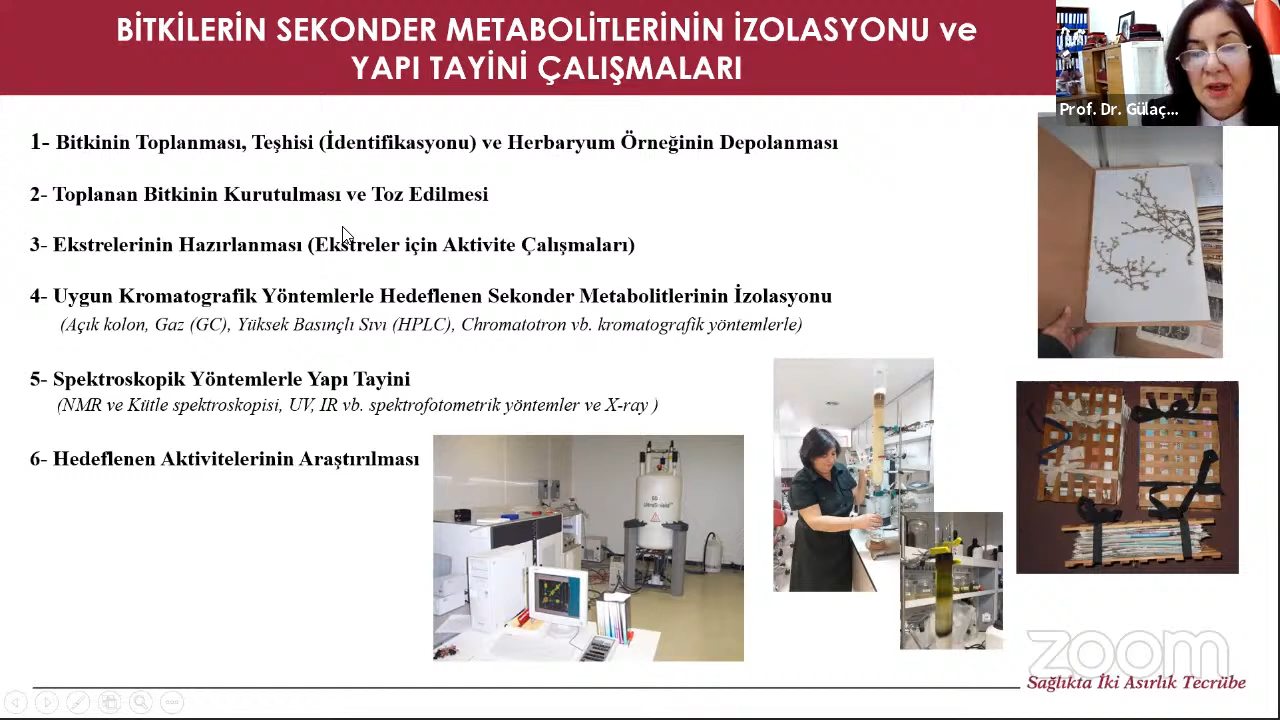 BİTKİLERİN SEKONDER METABOLİTLERİNİN İZOLASYONU ve
YAPI TAYİNİ ÇALIŞMALARI
Prof. Dr. Gülaç...
1- Bitkinin Toplanması, Teşhisi (İdentifikasyonu) ve Herbaryum Örneğinin Depolanması
2- Toplanan Bitkinin Kurutulması ve Toz Edilmesi
3- Ekstrelerinin Hazırlanması (Ekstreler için Aktivite Çalışmaları)
4- Uygun Kromatografik Yöntemlerle Hedeflenen Sekonder Metabolitlerinin İzolasyonu
(Açık kolon, Gaz (GC), Yüksek Basınçlı Sıvı (HPLC), Chromatotron vb. kromatografik yöntemlerle)
5- Spektroskopik Yöntemlerle Yapı Tayini
(NMR ve Kütle spektroskopisi, UV, IR vb. spektrofotometrik yöntemler ve X-ray )
6- Hedeflenen Aktivitelerinin Araştırılması
zoom
Sağlıkta İki Asırlık Tecrübe